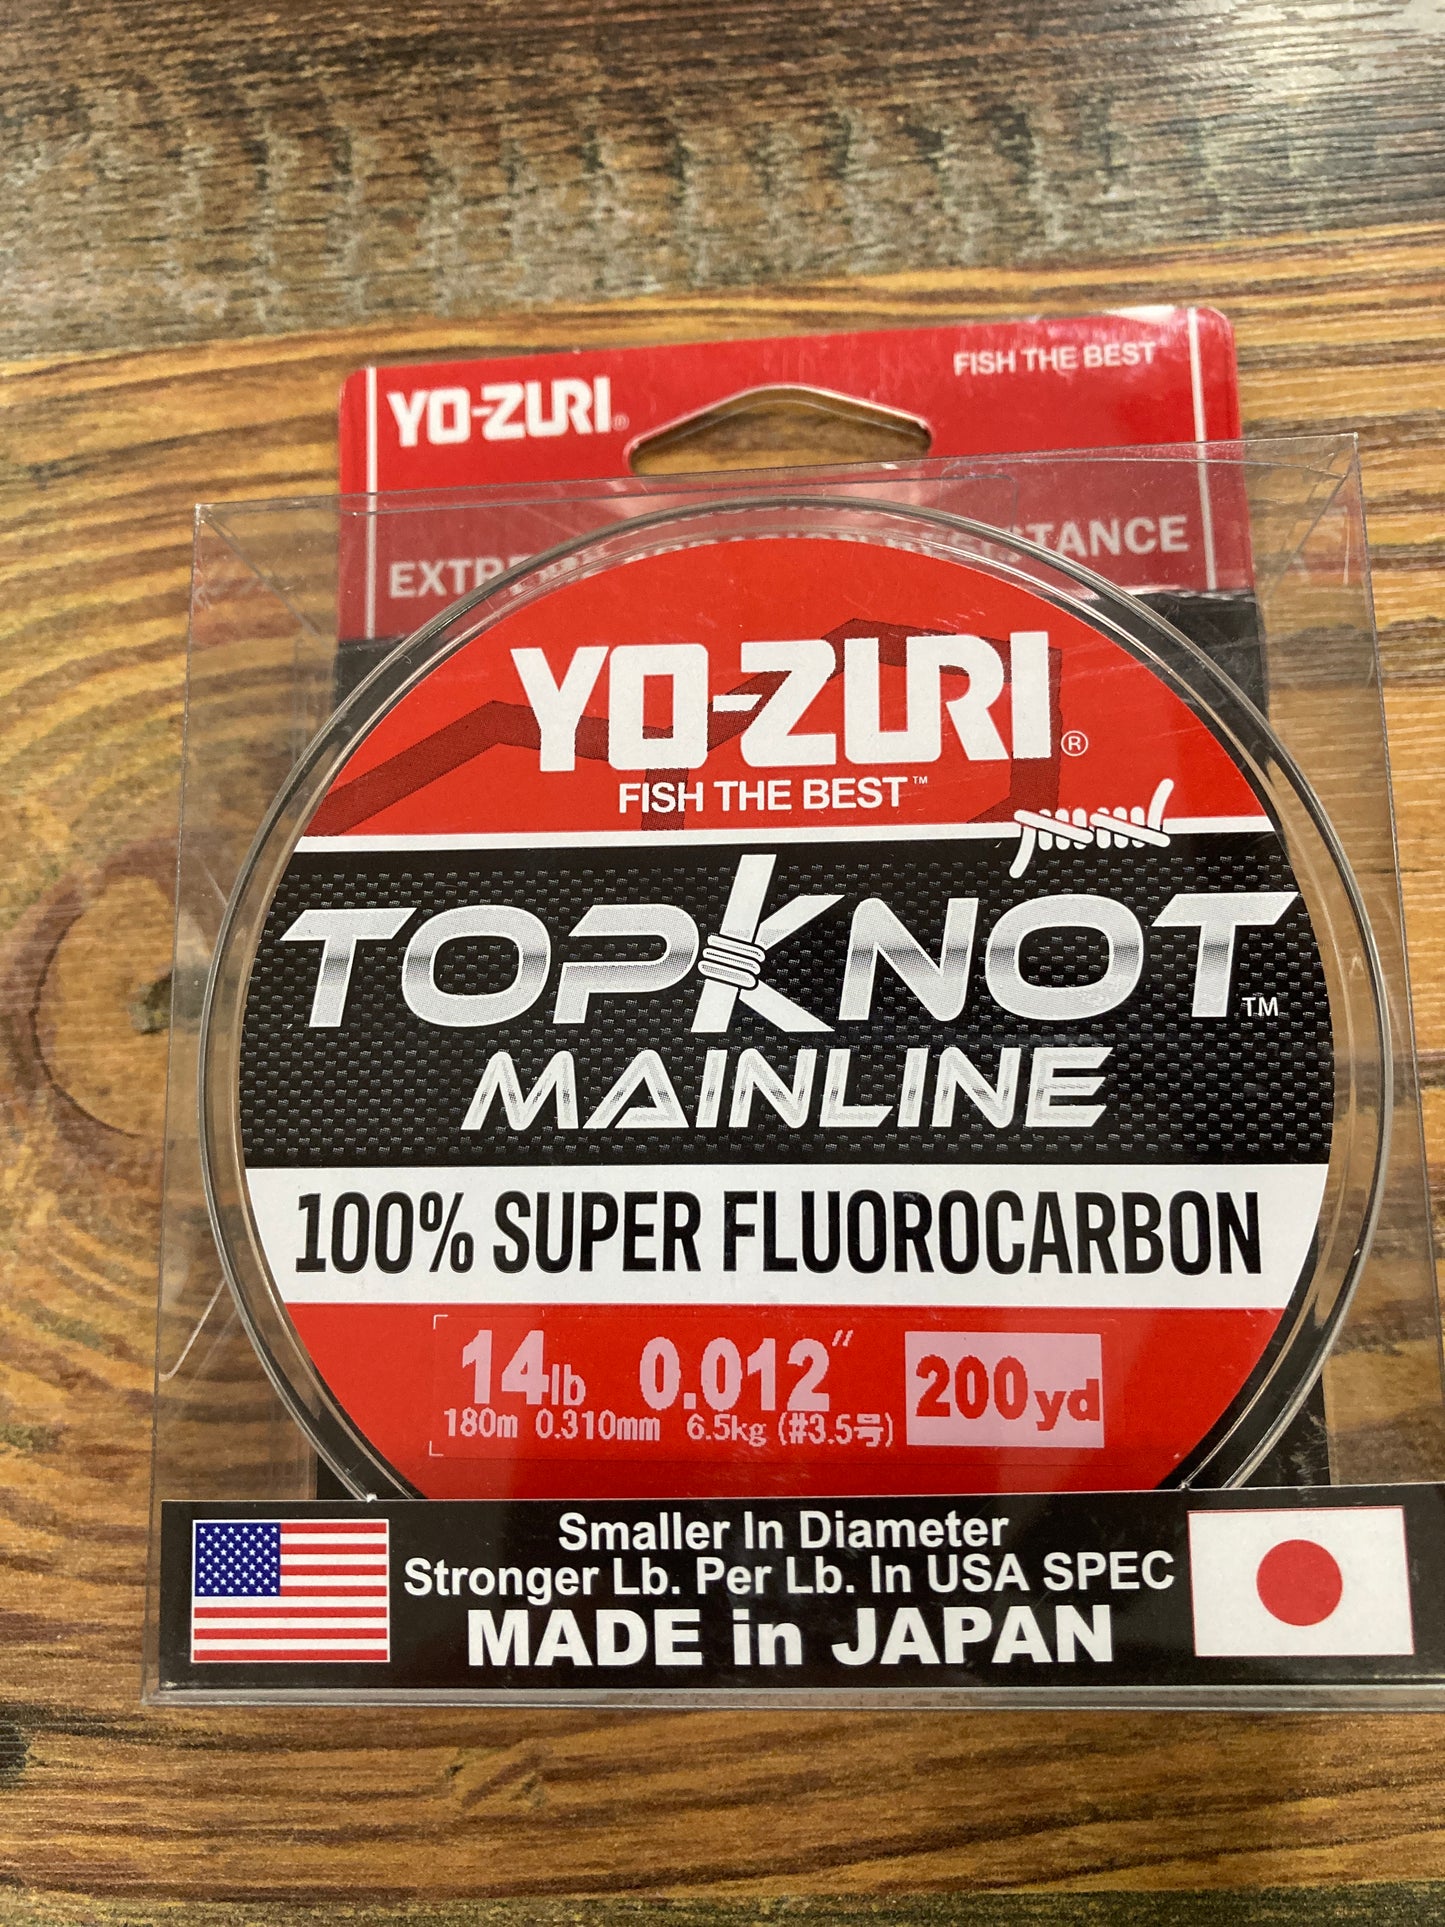 YO-ZURI®
FISH THE BEST
YO-ZURI®
FISH THE BEST™
TOPKNOT™
MAINLINE
100% SUPER FLUOROCARBON
14lb 0.012" 200yd
180m 0.310mm 6.5kg (#3.5号)
Smaller In Diameter
Stronger Lb. Per Lb. In USA SPEC
MADE in JAPAN